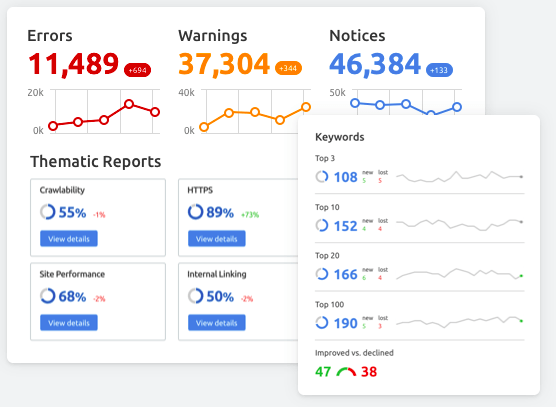 Errors
11,489 +694
20k
0k
Warnings
37,304 +344
40k
0k
Notices
46,384 +133
50k
Thematic Reports
Crawlability
55% -1%
View details
HTTPS
89% +73%
View details
Site Performance
68% -2%
View details
Internal Linking
50% -2%
View details
Keywords
Top 3
108 new 5 lost 5
Top 10
152 new 4 lost 4
Top 20
166 new 6 lost 4
Top 100
190 new 5 lost 3
Improved vs. declined
47 38